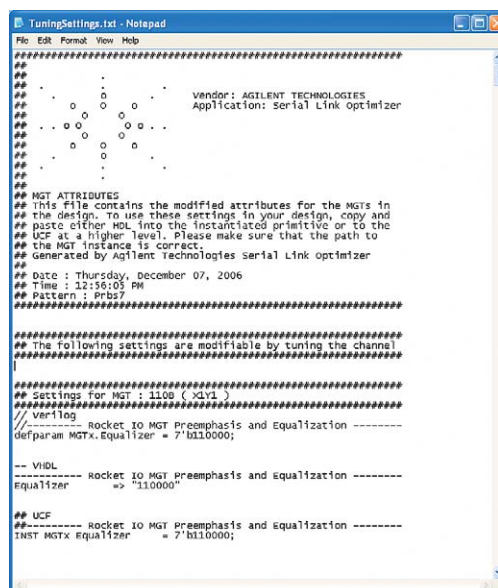 TuningSettings.txt - Notepad
File Edit Format View Help
################################################################
##
##                .
##    .           .           .
##       .        o        .          Vendor: AGILENT TECHNOLOGIES
##          o     o     o             Application: Serial Link Optimizer
##             o     o
##    . . o o         o o . .
##             o     o
##          o     o     o
##       .        o        .
##    .           .           .
##                .
##
## MGT ATTRIBUTES
## This file contains the modified attributes for the MGTs in
## the design. To use these settings in your design, copy and
## paste either HDL into the instantiated primitive or to the
## UCF at a higher level. Please make sure that the path to
## the MGT instance is correct.
## Generated by Agilent Technologies Serial Link Optimizer
##
## Date : Thursday, December 07, 2006
## Time : 12:56:05 PM
## Pattern : Prbs7
################################################################
################################################################
## The following settings are modifiable by tuning the channel
################################################################
################################################################
## Settings for MGT : 110B ( X1Y1 )
################################################################
// Verilog
//--------- Rocket IO MGT Preemphasis and Equalization --------
defparam MGTx.Equalizer = 7'b110000;
-- VHDL
----------- Rocket IO MGT Preemphasis and Equalization --------
Equalizer => "110000"
## UCF
##--------- Rocket IO MGT Preemphasis and Equalization --------
INST MGTx Equalizer = 7'b110000;